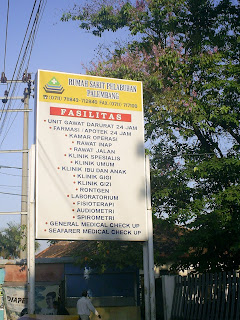 RUMAH SAKIT PELABUHAN
PALEMBANG
FASILITAS
• UNIT GAWAT DARURAT 24 JAM
• FARMASI / APOTEK 24 JAM
• KAMAR OPERASI
• RAWAT INAP
• RAWAT JALAN
• KLINIK SPESIALIS
• KLINIK UMUM
• KLINIK IBU DAN ANAK
• KLINIK GIGI
• KLINIK GIZI
• RONTGEN
• LABORATORIUM
• FISIOTERAPI
• AUDIOMETRI
• SPIROMETRI
• GENERAL MEDICAL CHECK UP
• SEAFARER MEDICAL CHECK UP